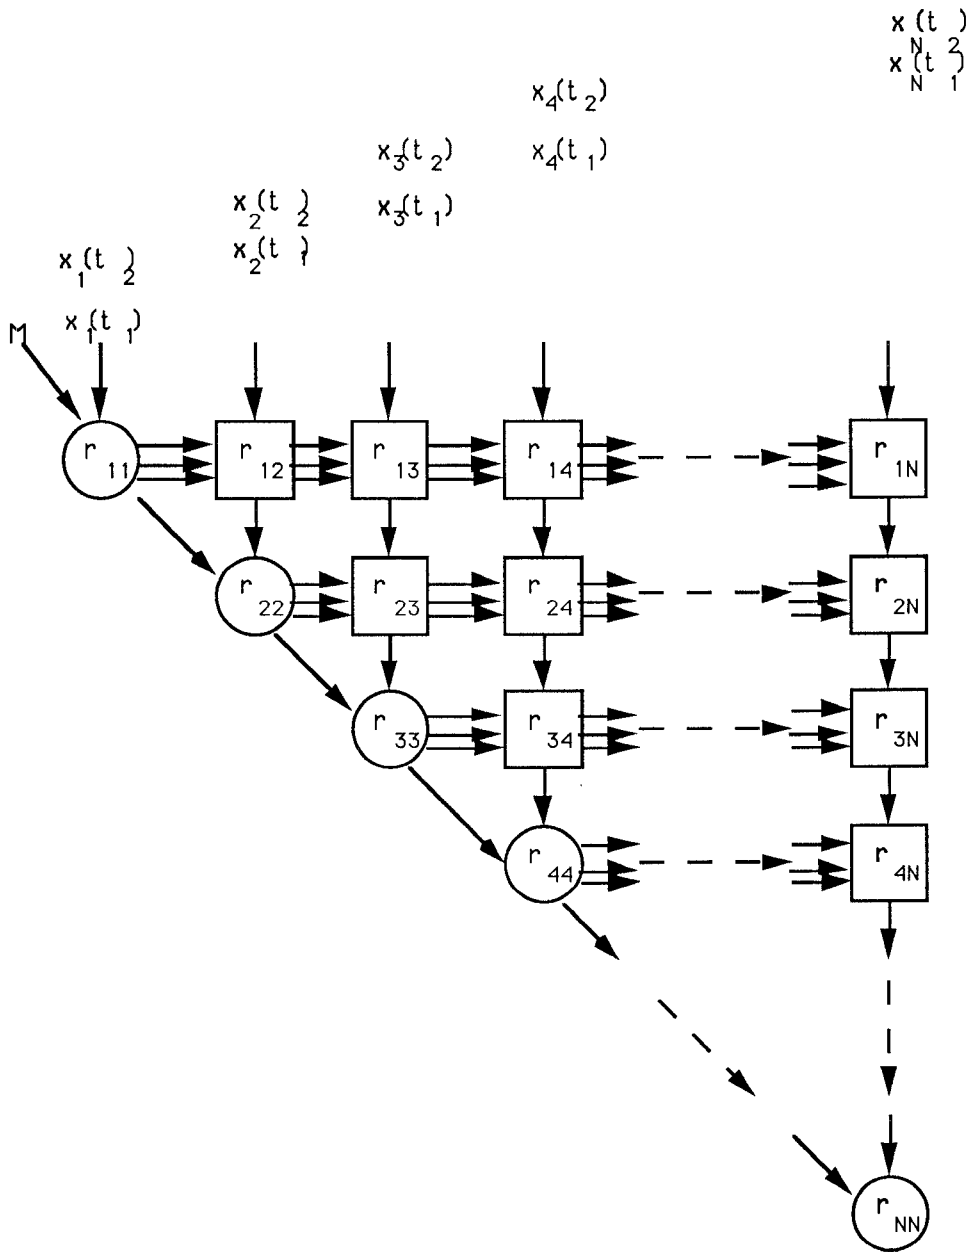 x_N(t_2)
x_N(t_1)
x_4(t_2)
x_3(t_2) x_4(t_1)
x_2(t_2) x_3(t_1)
x_2(t_1)
x_1(t_2)
M x_1(t_1)
r_11 r_12 r_13 r_14 r_1N
r_22 r_23 r_24 r_2N
r_33 r_34 r_3N
r_44 r_4N
r_NN